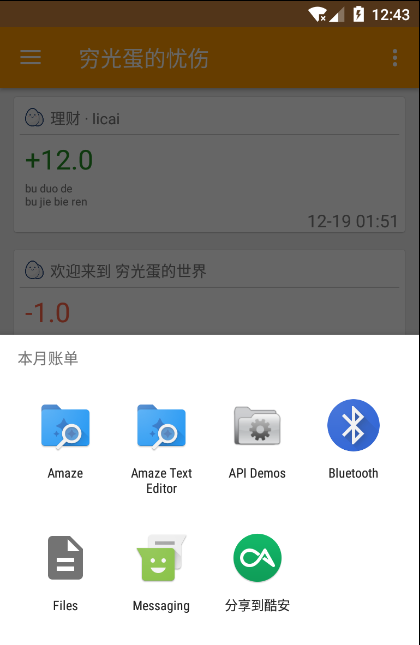 12:43
穷光蛋的忧伤
理财 · licai
+12.0
bu duo de
bu jie bie ren
12-19 01:51
欢迎来到 穷光蛋的世界
-1.0
本月账单
Amaze
Amaze Text
Editor
API Demos
Bluetooth
Files
Messaging
分享到酷安